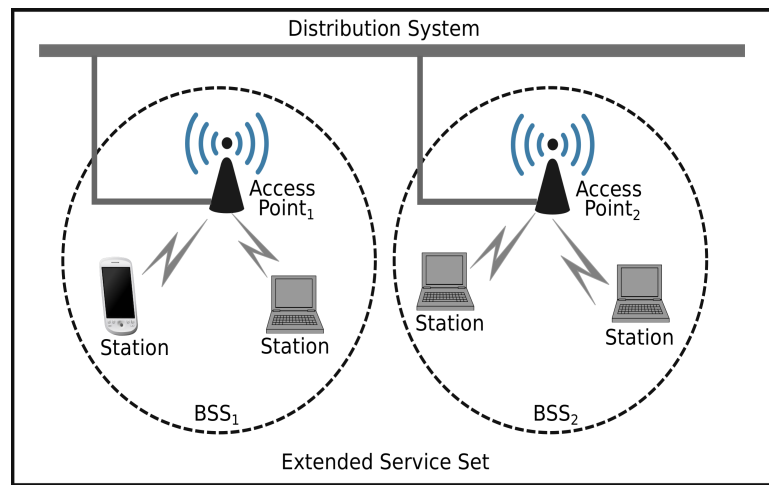 Distribution System
Access
Point₁
Access
Point₂
Station
Station
Station
Station
BSS₁
BSS₂
Extended Service Set